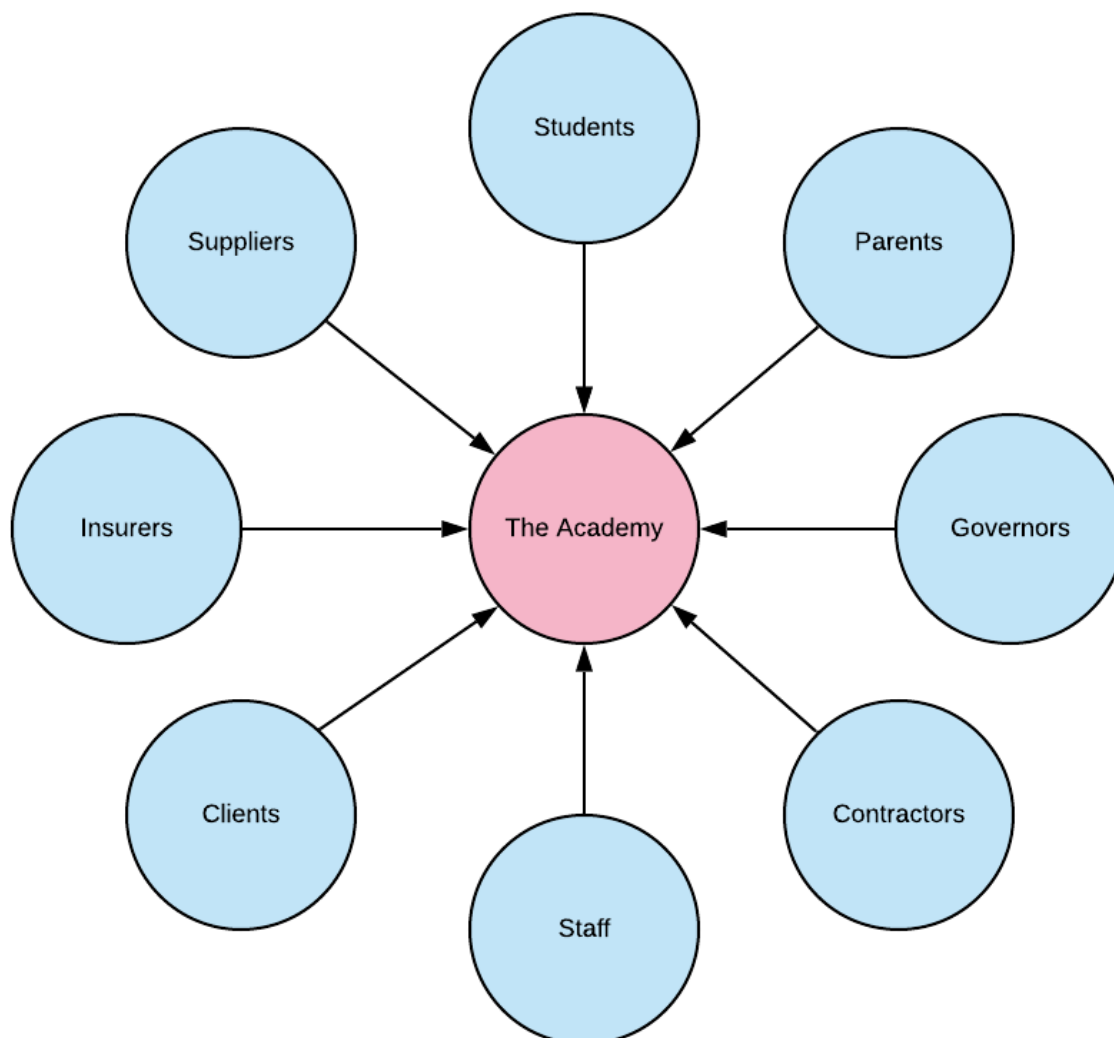 Students
Suppliers
Parents
Insurers
The Academy
Governors
Clients
Contractors
Staff